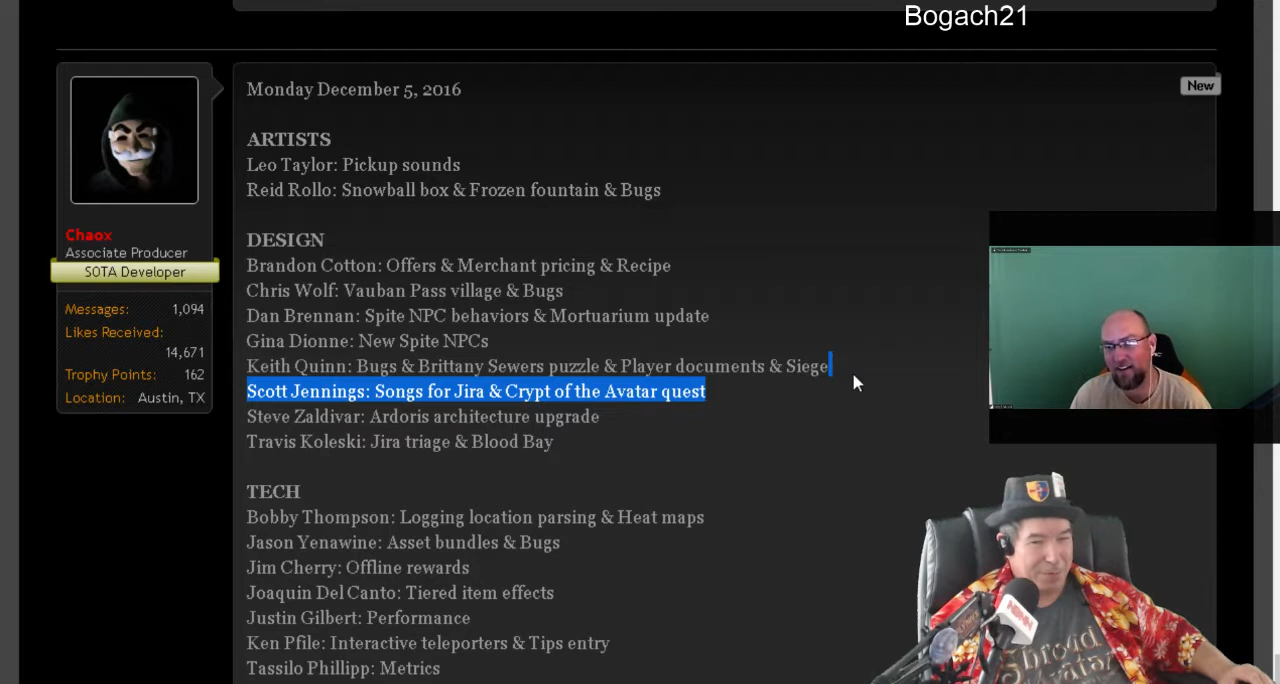 Bogach21
Monday December 5, 2016
New
ARTISTS
Leo Taylor: Pickup sounds
Reid Rollo: Snowball box & Frozen fountain & Bugs
Chaox
Associate Producer
SOTA Developer
Messages: 1,094
Likes Received:
14,671
Trophy Points: 162
Location: Austin, TX
DESIGN
Brandon Cotton: Offers & Merchant pricing & Recipe
Chris Wolf: Vauban Pass village & Bugs
Dan Brennan: Spite NPC behaviors & Mortuarium update
Gina Dionne: New Spite NPCs
Keith Quinn: Bugs & Brittany Sewers puzzle & Player documents & Siege
Scott Jennings: Songs for Jira & Crypt of the Avatar quest
Steve Zaldivar: Ardoris architecture upgrade
Travis Koleski: Jira triage & Blood Bay
TECH
Bobby Thompson: Logging location parsing & Heat maps
Jason Yenawine: Asset bundles & Bugs
Jim Cherry: Offline rewards
Joaquin Del Canto: Tiered item effects
Justin Gilbert: Performance
Ken Pfile: Interactive teleporters & Tips entry
Tassilo Phillipp: Metrics
Shroud
Avatar